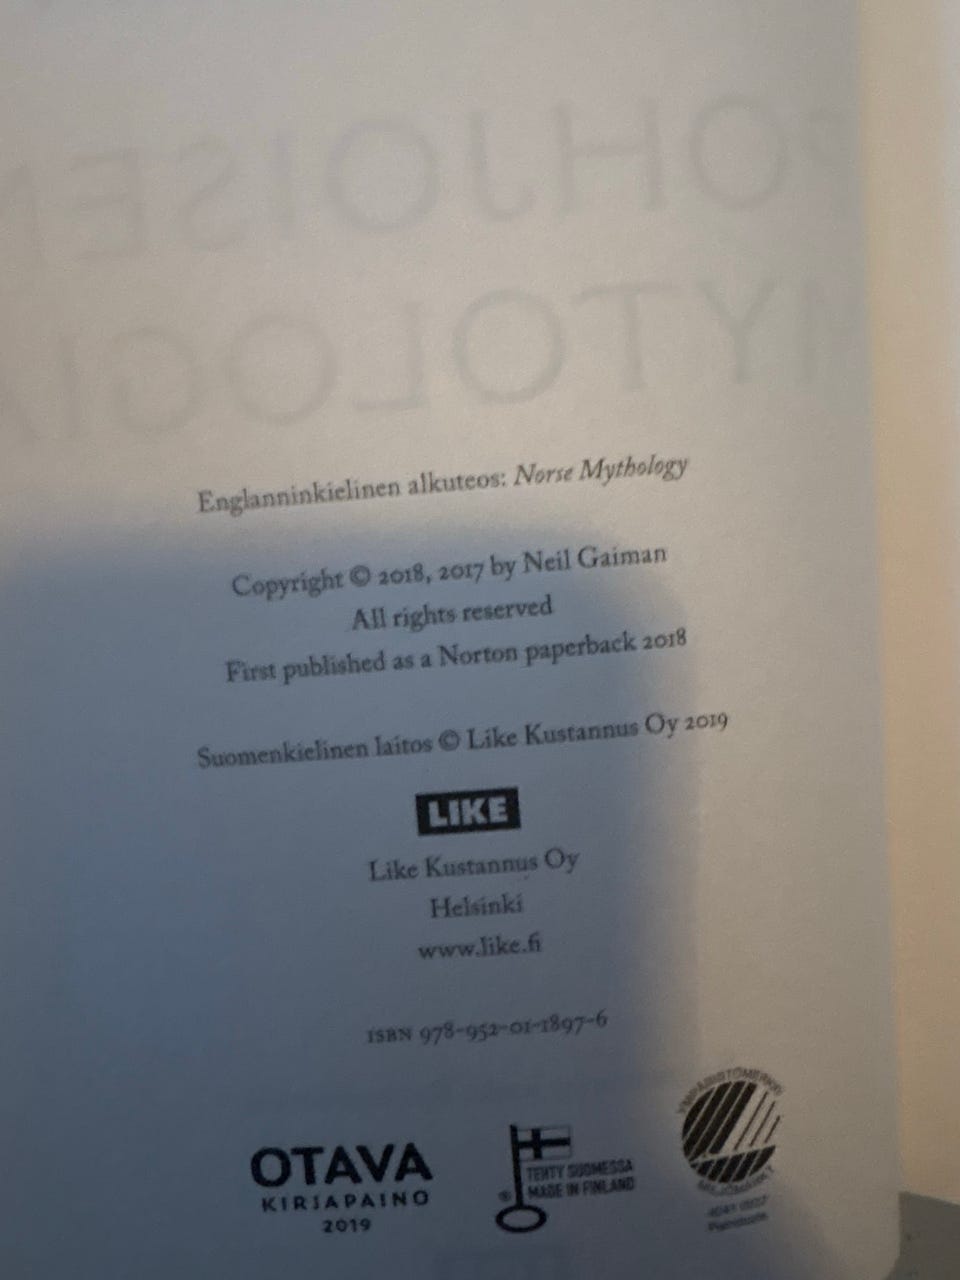 Englanninkielinen alkuteos: Norse Mythology
Copyright © 2018, 2017 by Neil Gaiman
All rights reserved
First published as a Norton paperback 2018
Suomenkielinen laitos © Like Kustannus Oy 2019
LIKE
Like Kustannus Oy
Helsinki
www.like.fi
ISBN 978-952-01-1897-6
OTAVA
KIRJAPAINO
2019
TEHTY SUOMESSA
MADE IN FINLAND
YMPÄRISTÖMERKKI
MILJÖMÄRKT
Painotuote